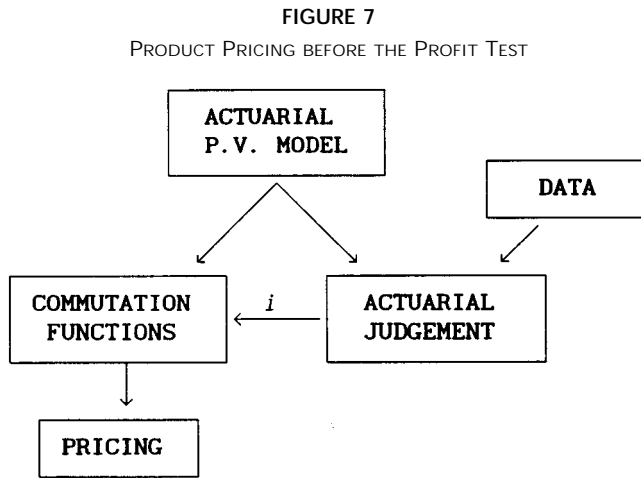 FIGURE 7
PRODUCT PRICING BEFORE THE PROFIT TEST
ACTUARIAL
P.V. MODEL
DATA
COMMUTATION
FUNCTIONS
i
ACTUARIAL
JUDGEMENT
PRICING